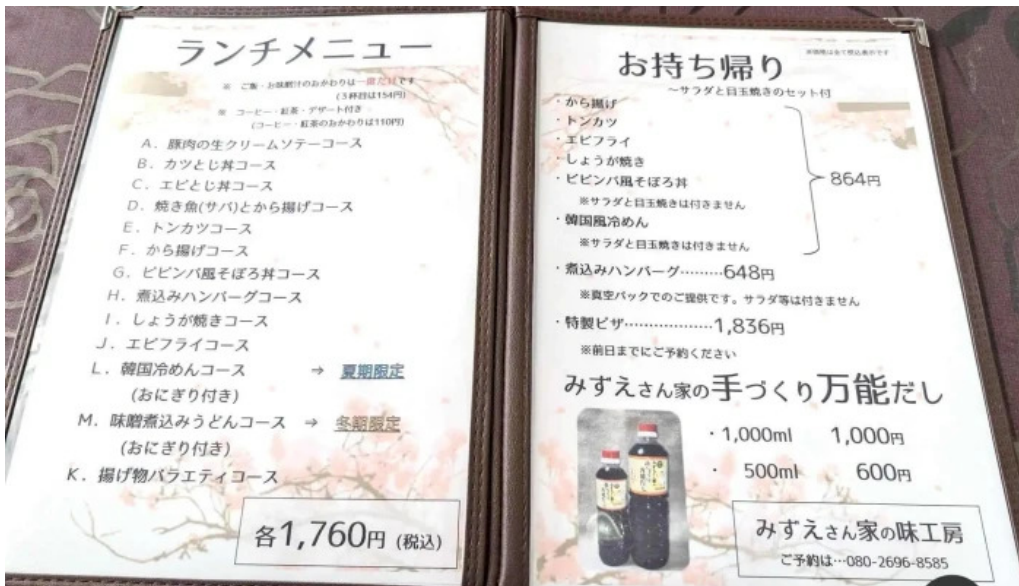 ランチメニュー
※ ご飯・お味噌汁のおかわりは一膳だけです
(3杯目は154円)
※ コーヒー・紅茶・デザート付き
(コーヒー・紅茶のおかわりは110円)
A. 豚肉の生クリームソテーコース
B. カツとじ丼コース
C. エビとじ丼コース
D. 焼き魚(サバ)とから揚げコース
E. トンカツコース
F. から揚げコース
G. ビビンバ風そぼろ丼コース
H. 煮込みハンバーグコース
I. しょうが焼きコース
J. エビフライコース
L. 韓国冷めんコース ⇒ 夏期限定
(おにぎり付き)
M. 味噌煮込みうどんコース ⇒ 冬期限定
(おにぎり付き)
K. 揚げ物バラエティコース
各1,760円 (税込)
※価格は全て税込表示です
お持ち帰り
～サラダと目玉焼きのセット付
・から揚げ
・トンカツ
・エビフライ
・しょうが焼き
・ビビンバ風そぼろ丼
864円
※サラダと目玉焼きは付きません
・韓国風冷めん
※サラダと目玉焼きは付きません
・煮込みハンバーグ………648円
※真空パックでのご提供です。サラダ等は付きません
・特製ピザ………………1,836円
※前日までにご予約ください
みずえさん家の手づくり万能だし
・1,000ml 1,000円
・ 500ml 600円
みずえさん家の味工房
ご予約は…080-2696-8585